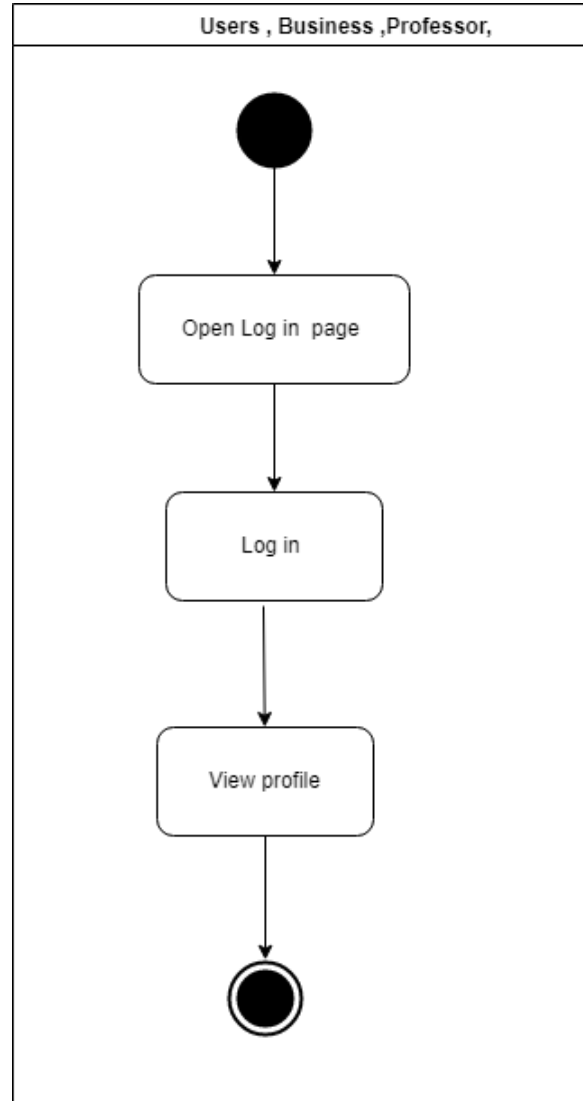 Users , Business ,Professor,
Open Log in  page
Log in
View profile